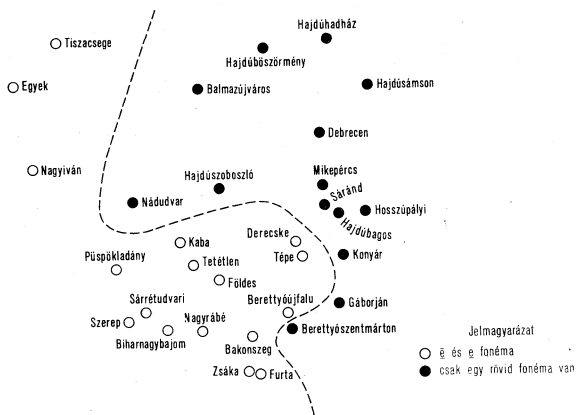 Hajdúhadház
Tiszacsege
Hajdúböszörmény
Egyek
Balmazújváros
Hajdúsámson
Debrecen
Nagyiván
Mikepércs
Hajdúszoboszló
Sáránd
Nádudvar
Hosszúpályi
Hajdúbagos
Kaba
Derecske
Püspökladány
Tetétlen
Tépe
Konyár
Földes
Sárrétudvari
Berettyóújfalu
Gáborján
Szerep
Nagyrábé
Biharnagybajom
Berettyószentmárton
Bakonszeg
Jelmagyarázat
ë és e fonéma
Zsáka
Furta
csak egy rövid fonéma van